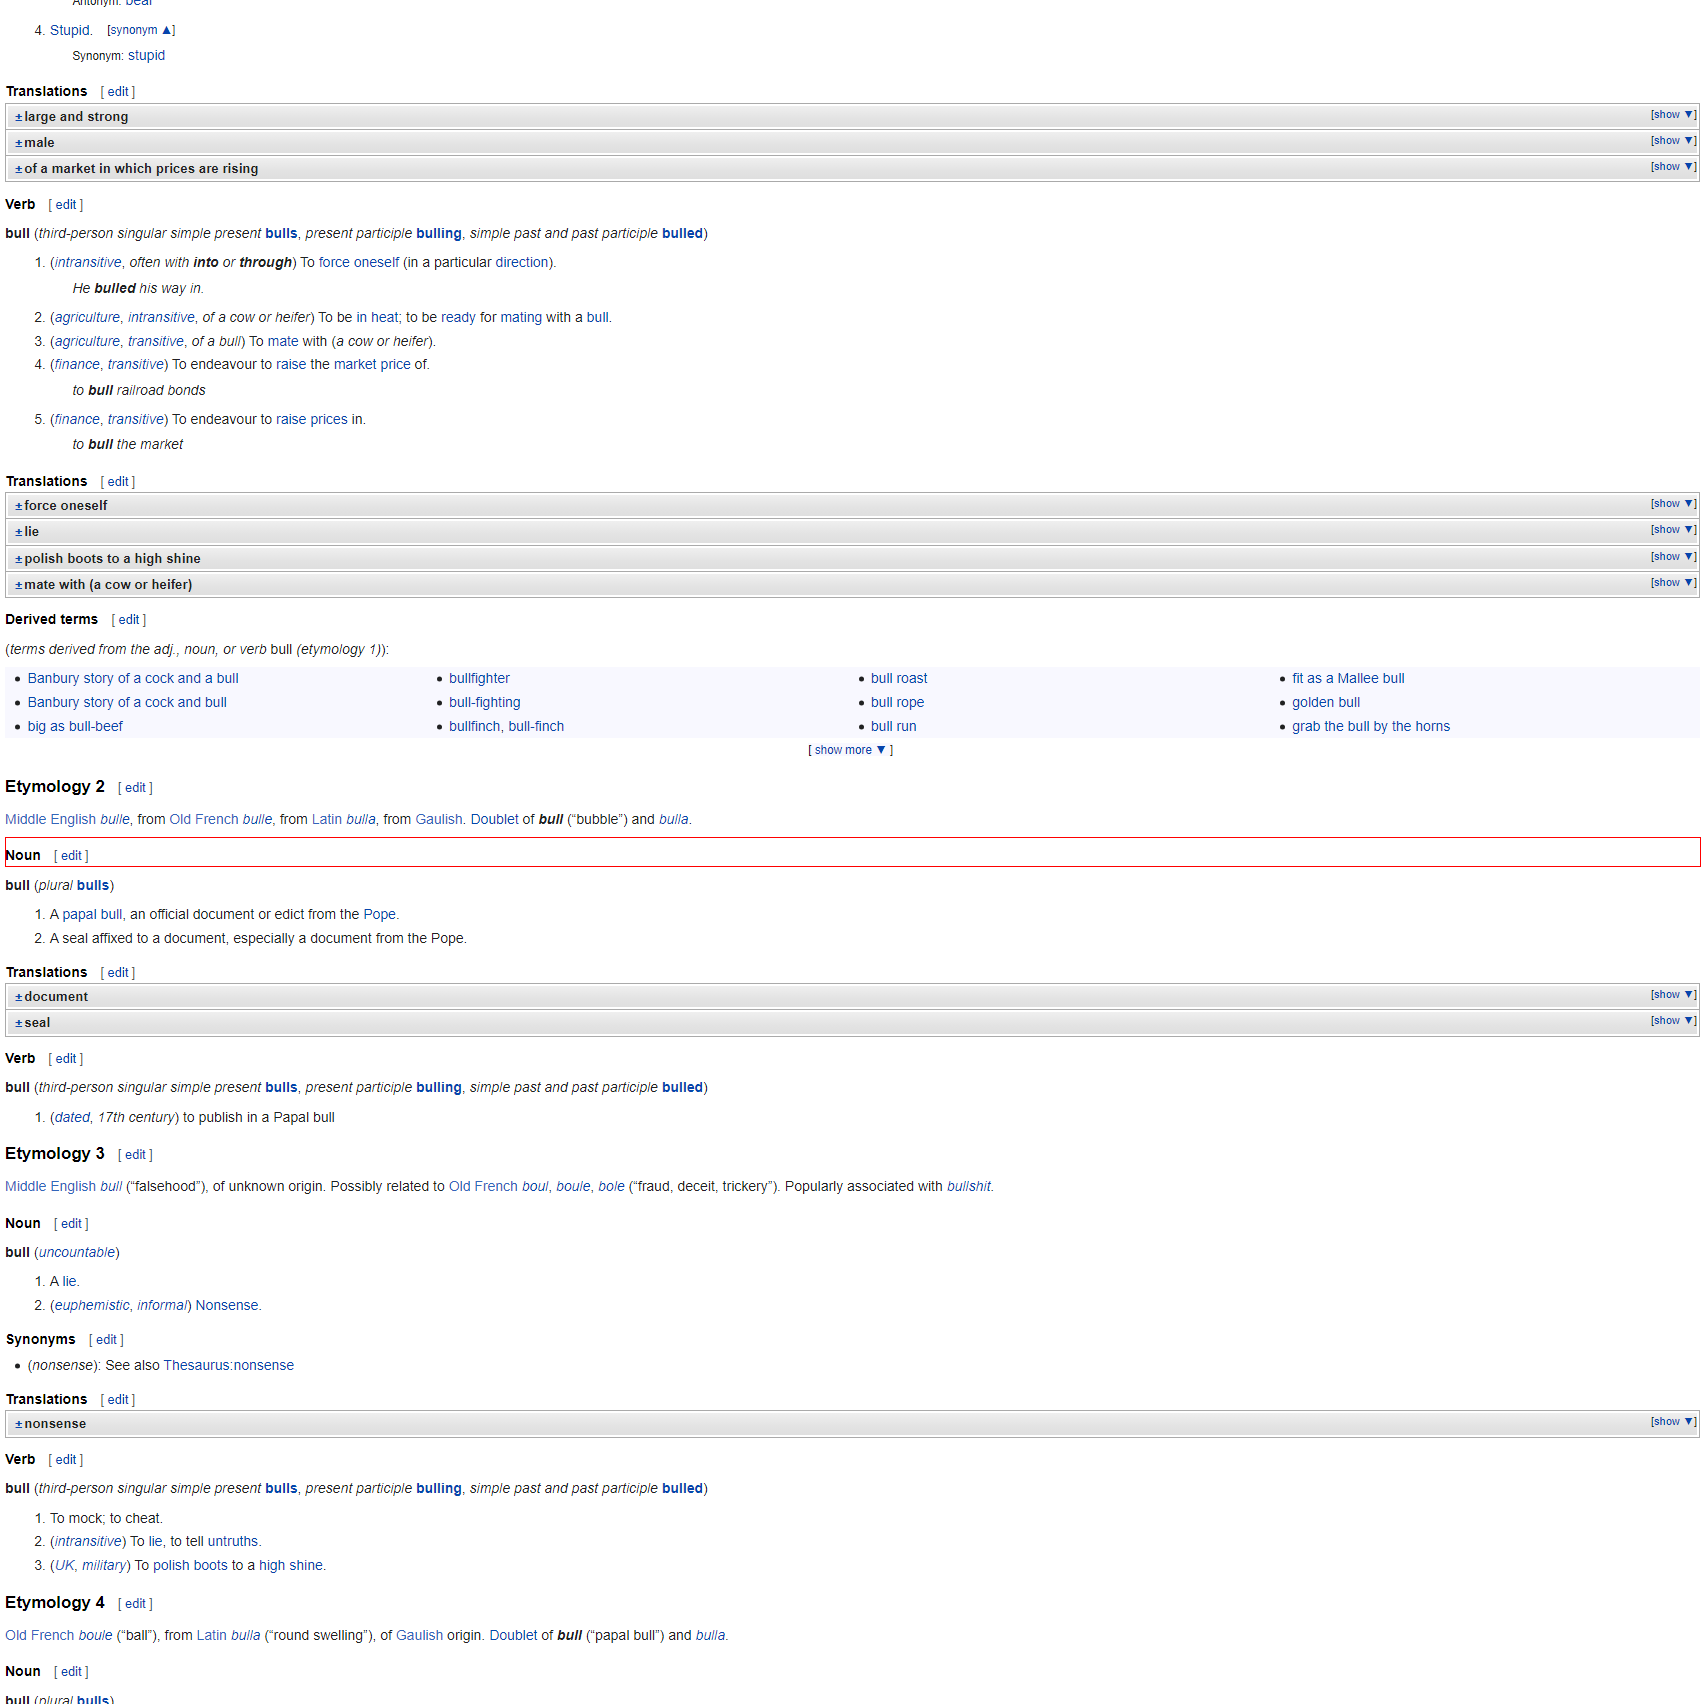 Antonym: bear
4. Stupid. [synonym ▲]
Synonym: stupid
Translations [ edit ]
±large and strong [show ▼]
±male [show ▼]
±of a market in which prices are rising [show ▼]
Verb [ edit ]
bull (third-person singular simple present bulls, present participle bulling, simple past and past participle bulled)
1. (intransitive, often with into or through) To force oneself (in a particular direction).
He bulled his way in.
2. (agriculture, intransitive, of a cow or heifer) To be in heat; to be ready for mating with a bull.
3. (agriculture, transitive, of a bull) To mate with (a cow or heifer).
4. (finance, transitive) To endeavour to raise the market price of.
to bull railroad bonds
5. (finance, transitive) To endeavour to raise prices in.
to bull the market
Translations [ edit ]
±force oneself [show ▼]
±lie [show ▼]
±polish boots to a high shine [show ▼]
±mate with (a cow or heifer) [show ▼]
Derived terms [ edit ]
(terms derived from the adj., noun, or verb bull (etymology 1)):
• Banbury story of a cock and a bull • bullfighter • bull roast • fit as a Mallee bull
• Banbury story of a cock and bull • bull-fighting • bull rope • golden bull
• big as bull-beef • bullfinch, bull-finch • bull run • grab the bull by the horns
[ show more ▼ ]
Etymology 2 [ edit ]
Middle English bulle, from Old French bulle, from Latin bulla, from Gaulish. Doublet of bull (“bubble”) and bulla.
Noun [ edit ]
bull (plural bulls)
1. A papal bull, an official document or edict from the Pope.
2. A seal affixed to a document, especially a document from the Pope.
Translations [ edit ]
±document [show ▼]
±seal [show ▼]
Verb [ edit ]
bull (third-person singular simple present bulls, present participle bulling, simple past and past participle bulled)
1. (dated, 17th century) to publish in a Papal bull
Etymology 3 [ edit ]
Middle English bull (“falsehood”), of unknown origin. Possibly related to Old French boul, boule, bole (“fraud, deceit, trickery”). Popularly associated with bullshit.
Noun [ edit ]
bull (uncountable)
1. A lie.
2. (euphemistic, informal) Nonsense.
Synonyms [ edit ]
• (nonsense): See also Thesaurus:nonsense
Translations [ edit ]
±nonsense [show ▼]
Verb [ edit ]
bull (third-person singular simple present bulls, present participle bulling, simple past and past participle bulled)
1. To mock; to cheat.
2. (intransitive) To lie, to tell untruths.
3. (UK, military) To polish boots to a high shine.
Etymology 4 [ edit ]
Old French boule (“ball”), from Latin bulla (“round swelling”), of Gaulish origin. Doublet of bull (“papal bull”) and bulla.
Noun [ edit ]
bull (plural bulls)